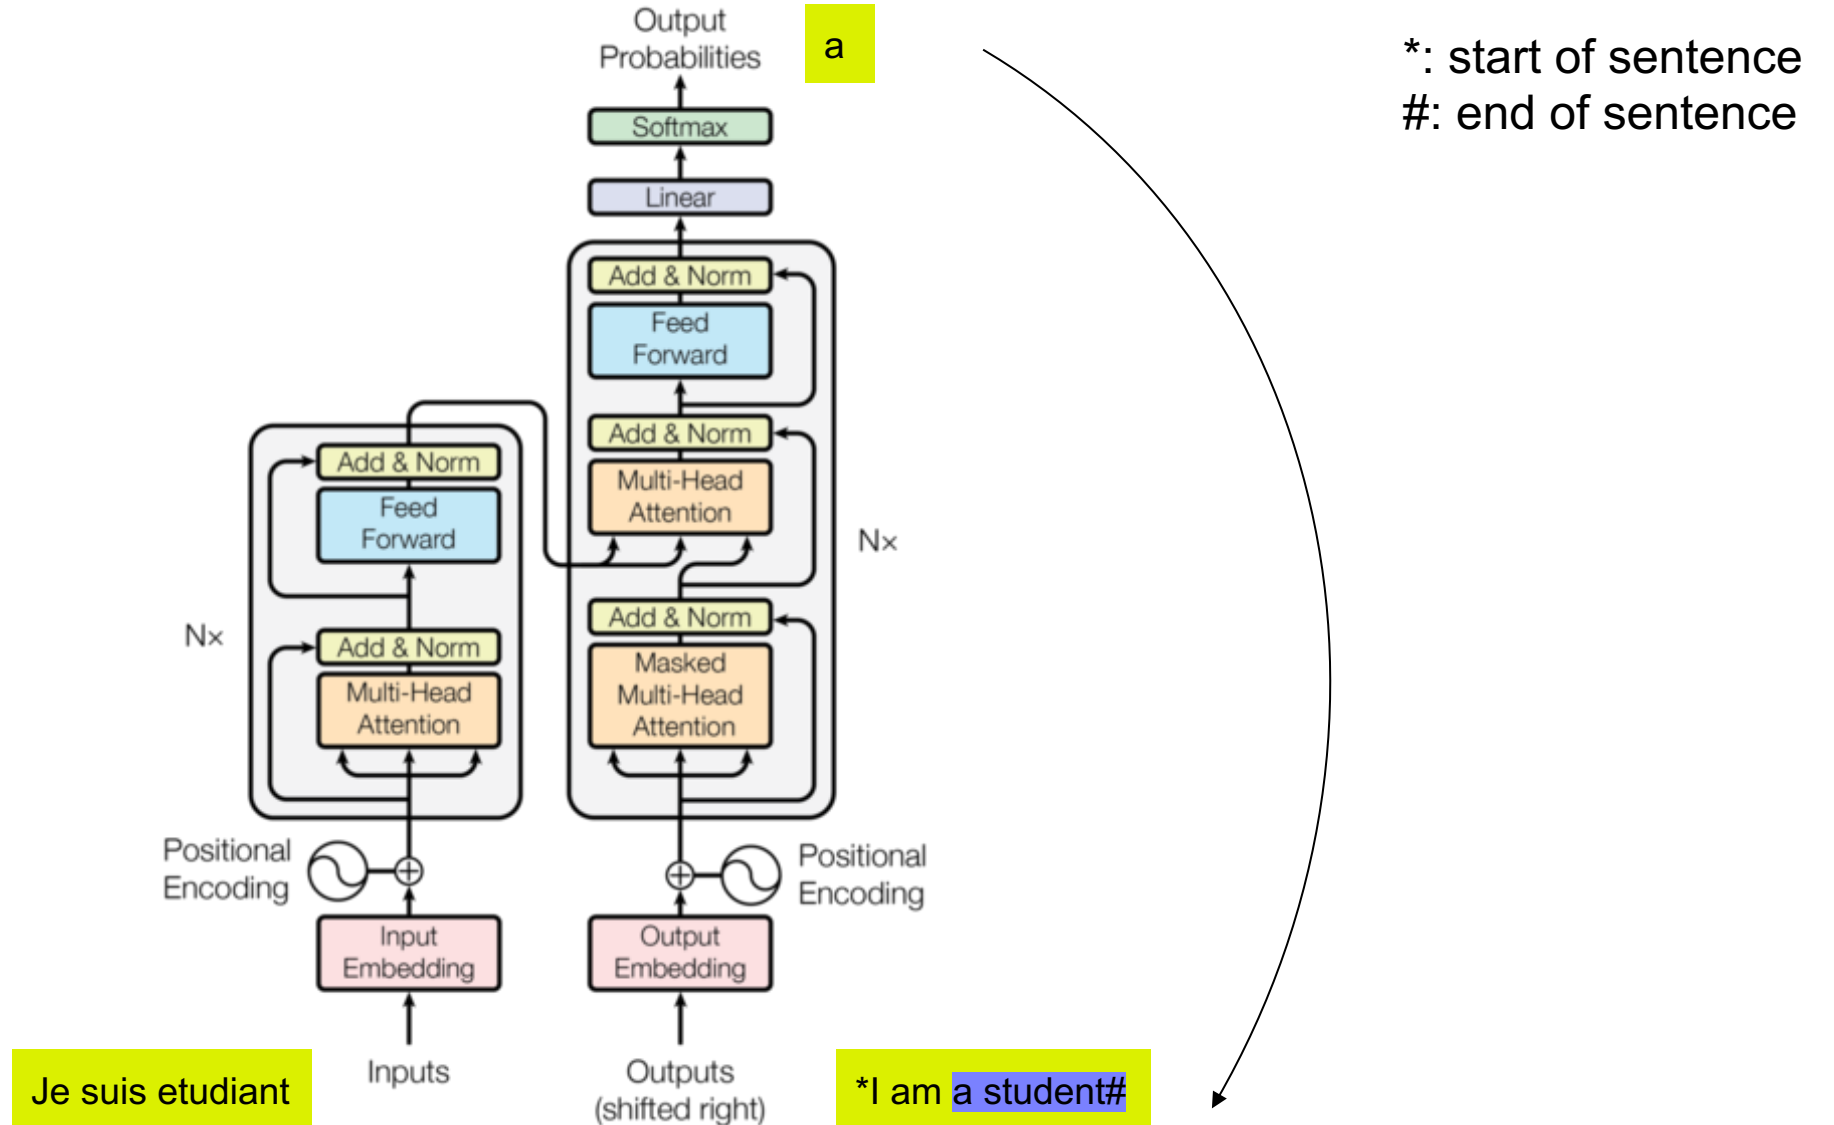 Output
Probabilities
a
*: start of sentence
#: end of sentence
Softmax
Linear
Add & Norm
Feed
Forward
Add & Norm
Multi-Head
Attention
Nx
Add & Norm
Masked
Multi-Head
Attention
Add & Norm
Feed
Forward
Nx
Add & Norm
Multi-Head
Attention
Positional
Encoding
Positional
Encoding
Input
Embedding
Output
Embedding
Je suis etudiant
Inputs
Outputs
(shifted right)
*I am a student#